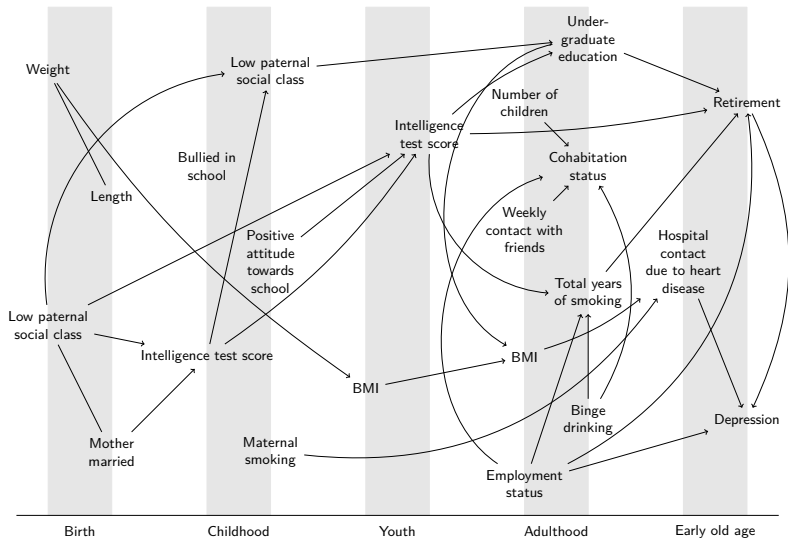 Under-
graduate
education
Weight
Low paternal
social class
Number of
children
Retirement
Intelligence
test score
Bullied in
school
Cohabitation
status
Length
Weekly
contact with
friends
Positive
attitude
towards
school
Hospital
contact
due to heart
disease
Total years
of smoking
Low paternal
social class
Intelligence test score
BMI
BMI
Binge
drinking
Depression
Mother
married
Maternal
smoking
Employment
status
Birth
Childhood
Youth
Adulthood
Early old age